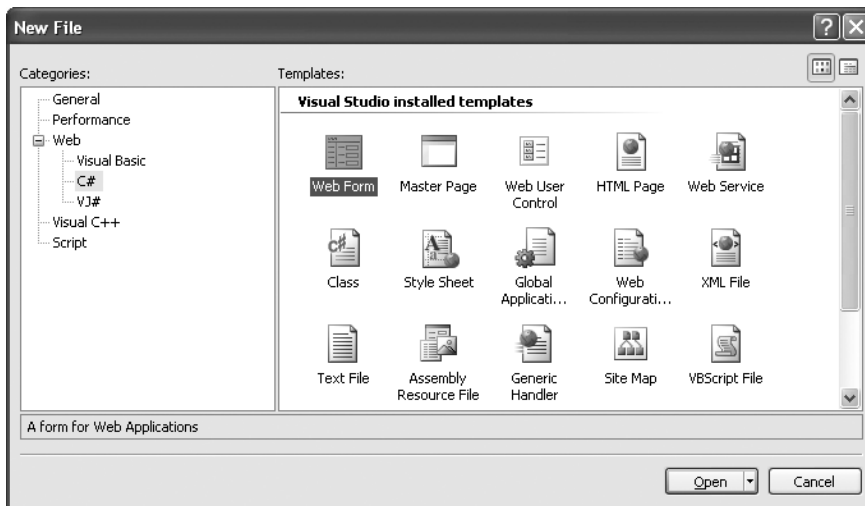 New File
Categories:
General
Performance
Web
Visual Basic
C#
VJ#
Visual C++
Script
Templates:
Visual Studio installed templates
Web Form
Master Page
Web User
Control
HTML Page
Web Service
Class
Style Sheet
Global
Applicati...
Web
Configurati...
XML File
Text File
Assembly
Resource File
Generic
Handler
Site Map
VBScript File
A form for Web Applications
Open
Cancel